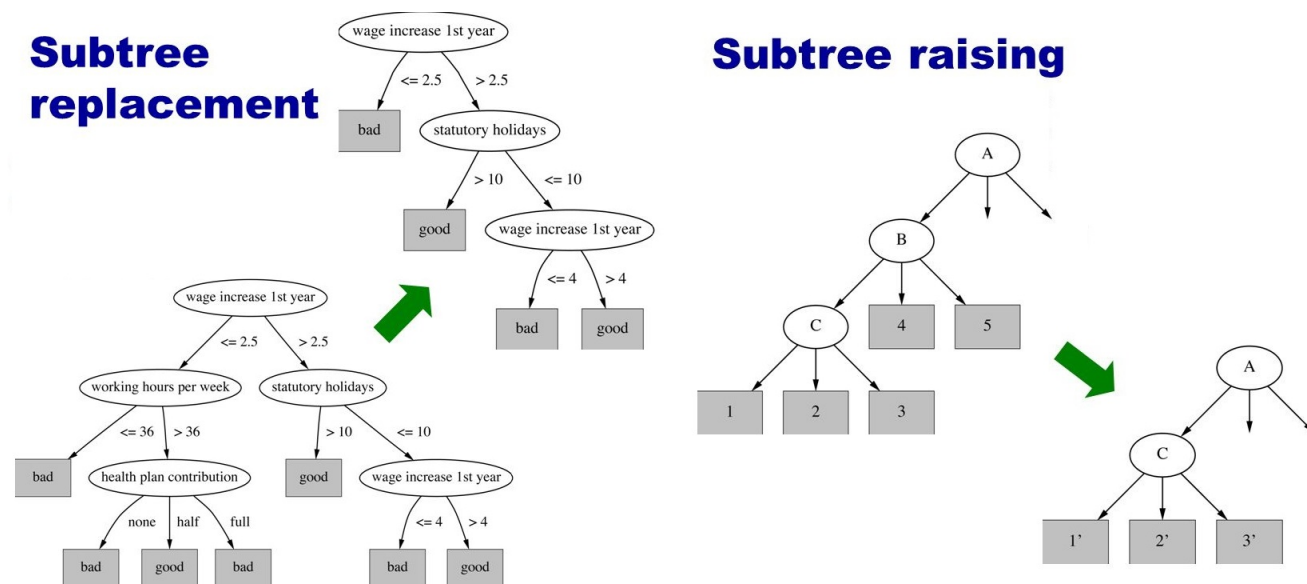 Subtree
replacement
wage increase 1st year
<= 2.5
> 2.5
bad
statutory holidays
> 10
<= 10
good
wage increase 1st year
<= 4
> 4
bad
good
wage increase 1st year
<= 2.5
> 2.5
working hours per week
statutory holidays
<= 36
> 36
> 10
<= 10
bad
health plan contribution
good
wage increase 1st year
none
half
full
<= 4
> 4
bad
good
bad
bad
good
Subtree raising
A
B
C
4
5
1
2
3
A
C
1’
2’
3’